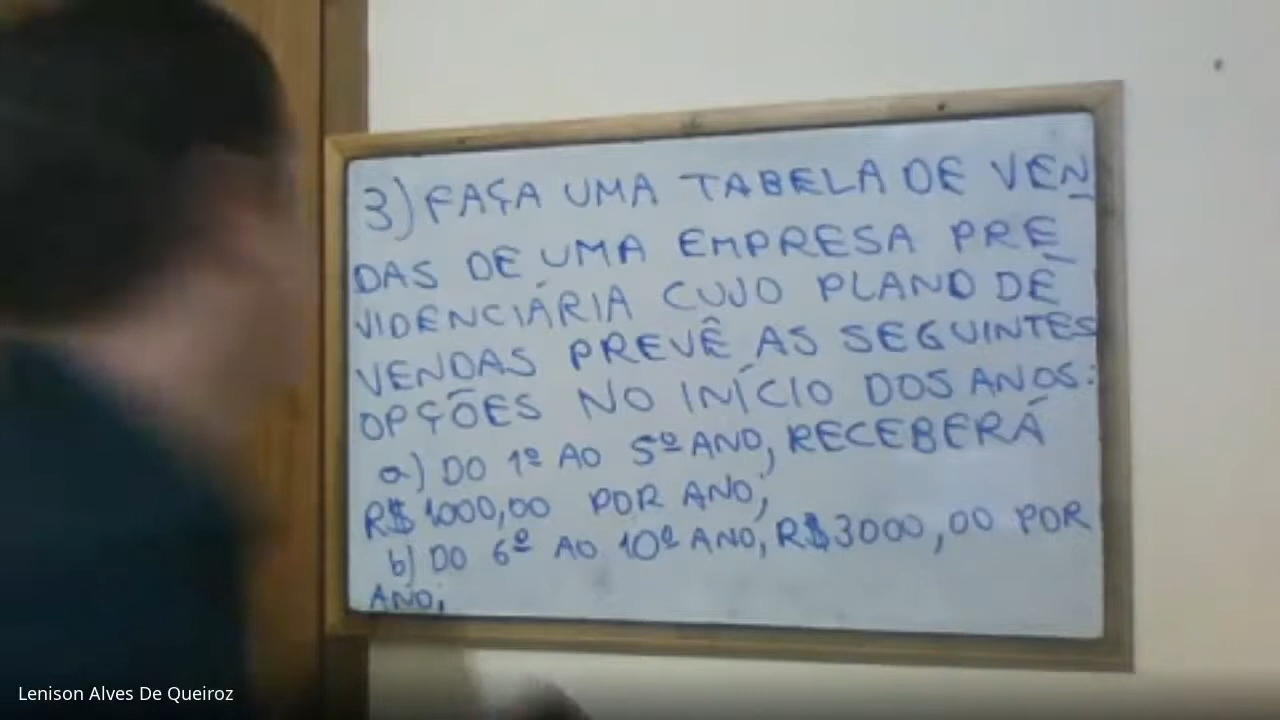 3) FAÇA UMA TABELA DE VEN
DAS DE UMA EMPRESA PRE
VIDENCIÁRIA CUJO PLANO DE
VENDAS PREVÊ AS SEGUINTES
OPÇÕES NO INÍCIO DOS ANOS:
a) DO 1º AO 5º ANO, RECEBERÁ
R$ 1000,00 POR ANO;
b) DO 6º AO 10º ANO, R$3000,00 POR
ANO;
Lenison Alves De Queiroz